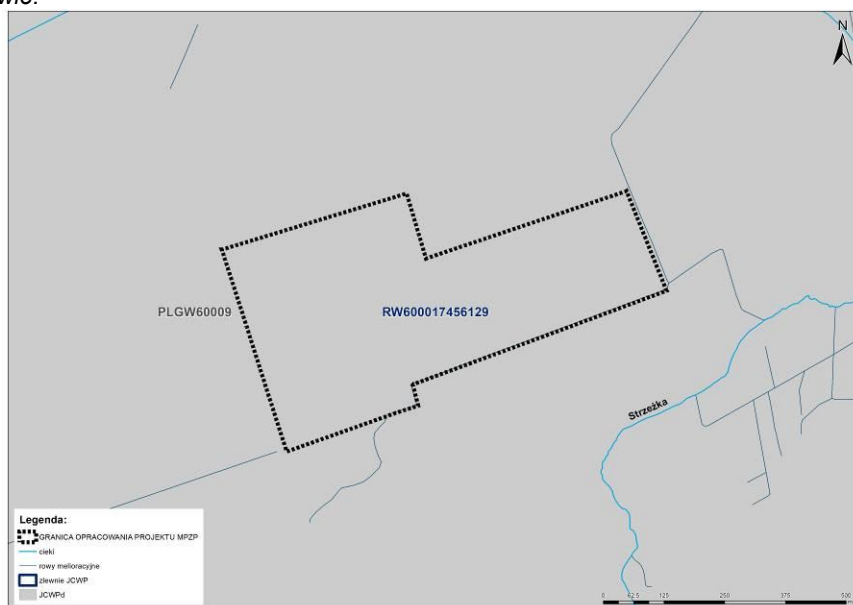 wie.
N
PLGW60009
RW600017456129
Strzeżka
Legenda:
GRANICA OPRACOWANIA PROJEKTU MPZP
cieki
rowy melioracyjne
zlewnie JCWP
JCWPd
0 62,5 125 250 375 500